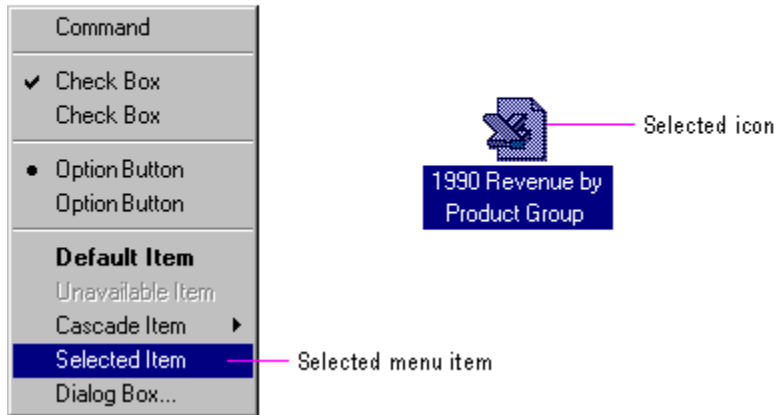 Command
Check Box
Check Box
Option Button
Option Button
Default Item
Unavailable Item
Cascade Item
Selected Item
Dialog Box...
Selected menu item
1990 Revenue by
Product Group
Selected icon